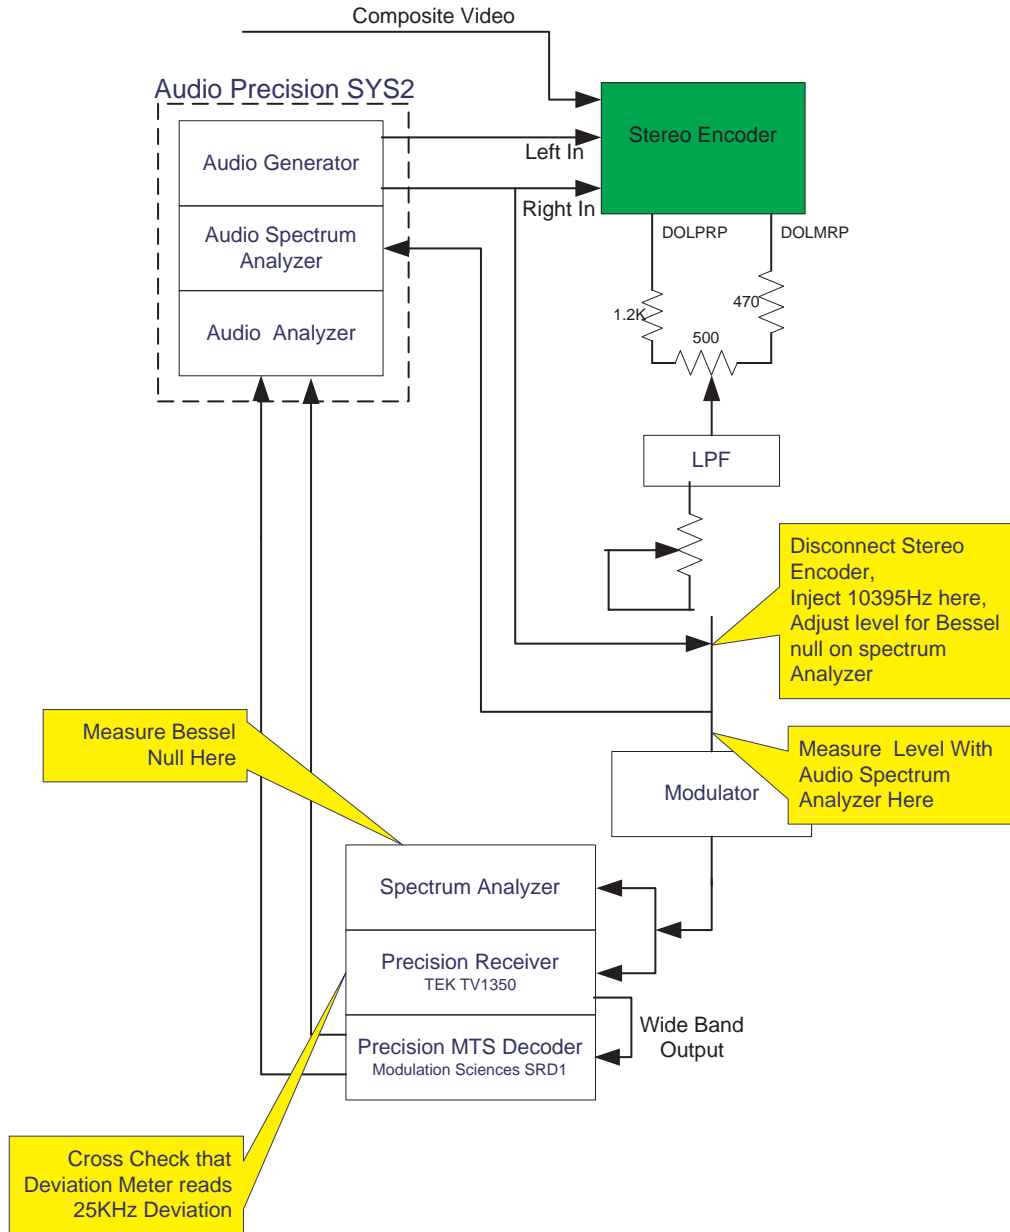 Composite Video
Audio Precision SYS2
Audio Generator
Audio Spectrum
Analyzer
Audio Analyzer
Left In
Right In
Stereo Encoder
DOLPRP
DOLMRP
1.2K
470
500
LPF
Disconnect Stereo
Encoder,
Inject 10395Hz here,
Adjust level for Bessel
null on spectrum
Analyzer
Measure Bessel
Null Here
Measure Level With
Audio Spectrum
Analyzer Here
Modulator
Spectrum Analyzer
Precision Receiver
TEK TV1350
Wide Band
Output
Precision MTS Decoder
Modulation Sciences SRD1
Cross Check that
Deviation Meter reads
25KHz Deviation